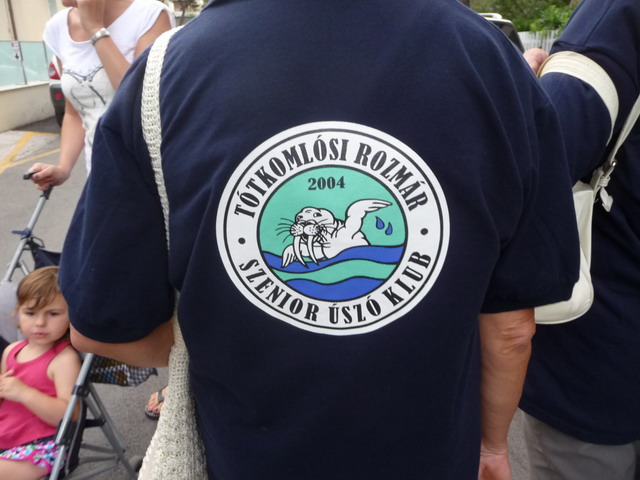 TÓTKOMLÓSI ROZMÁR
2004
SZENIOR ÚSZÓ KLUB